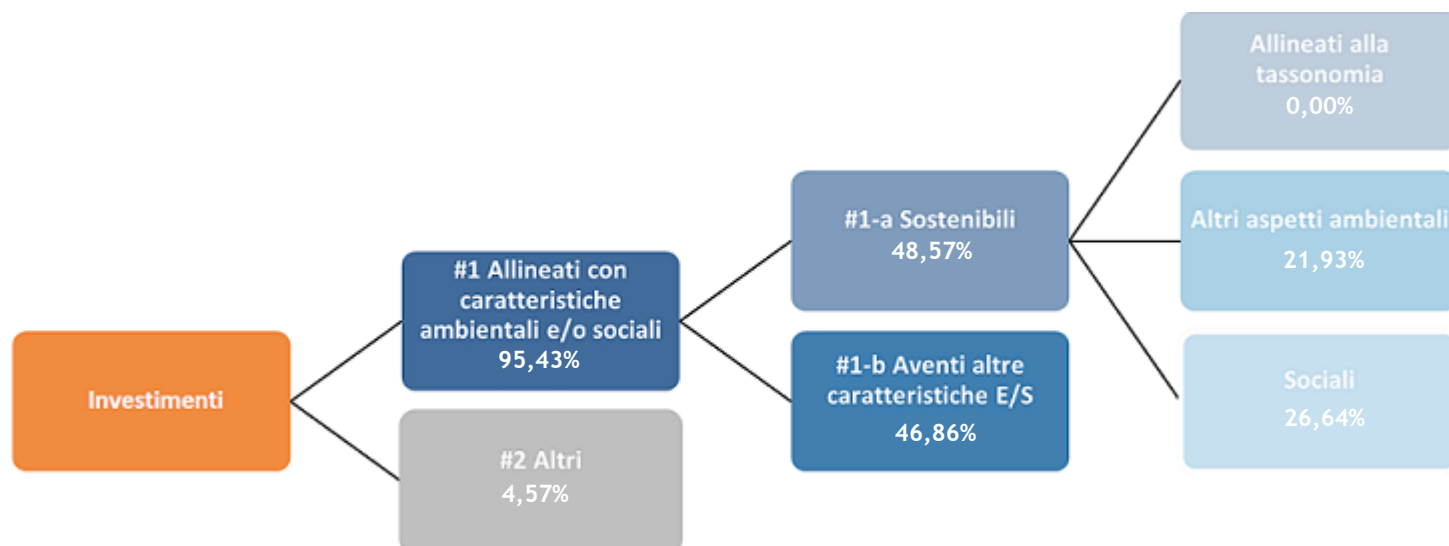 Investimenti
#1 Allineati con
caratteristiche
ambientali e/o sociali
95,43%
#2 Altri
4,57%
#1-a Sostenibili
48,57%
#1-b Aventi altre
caratteristiche E/S
46,86%
Allineati alla
tassonomia
0,00%
Altri aspetti ambientali
21,93%
Sociali
26,64%